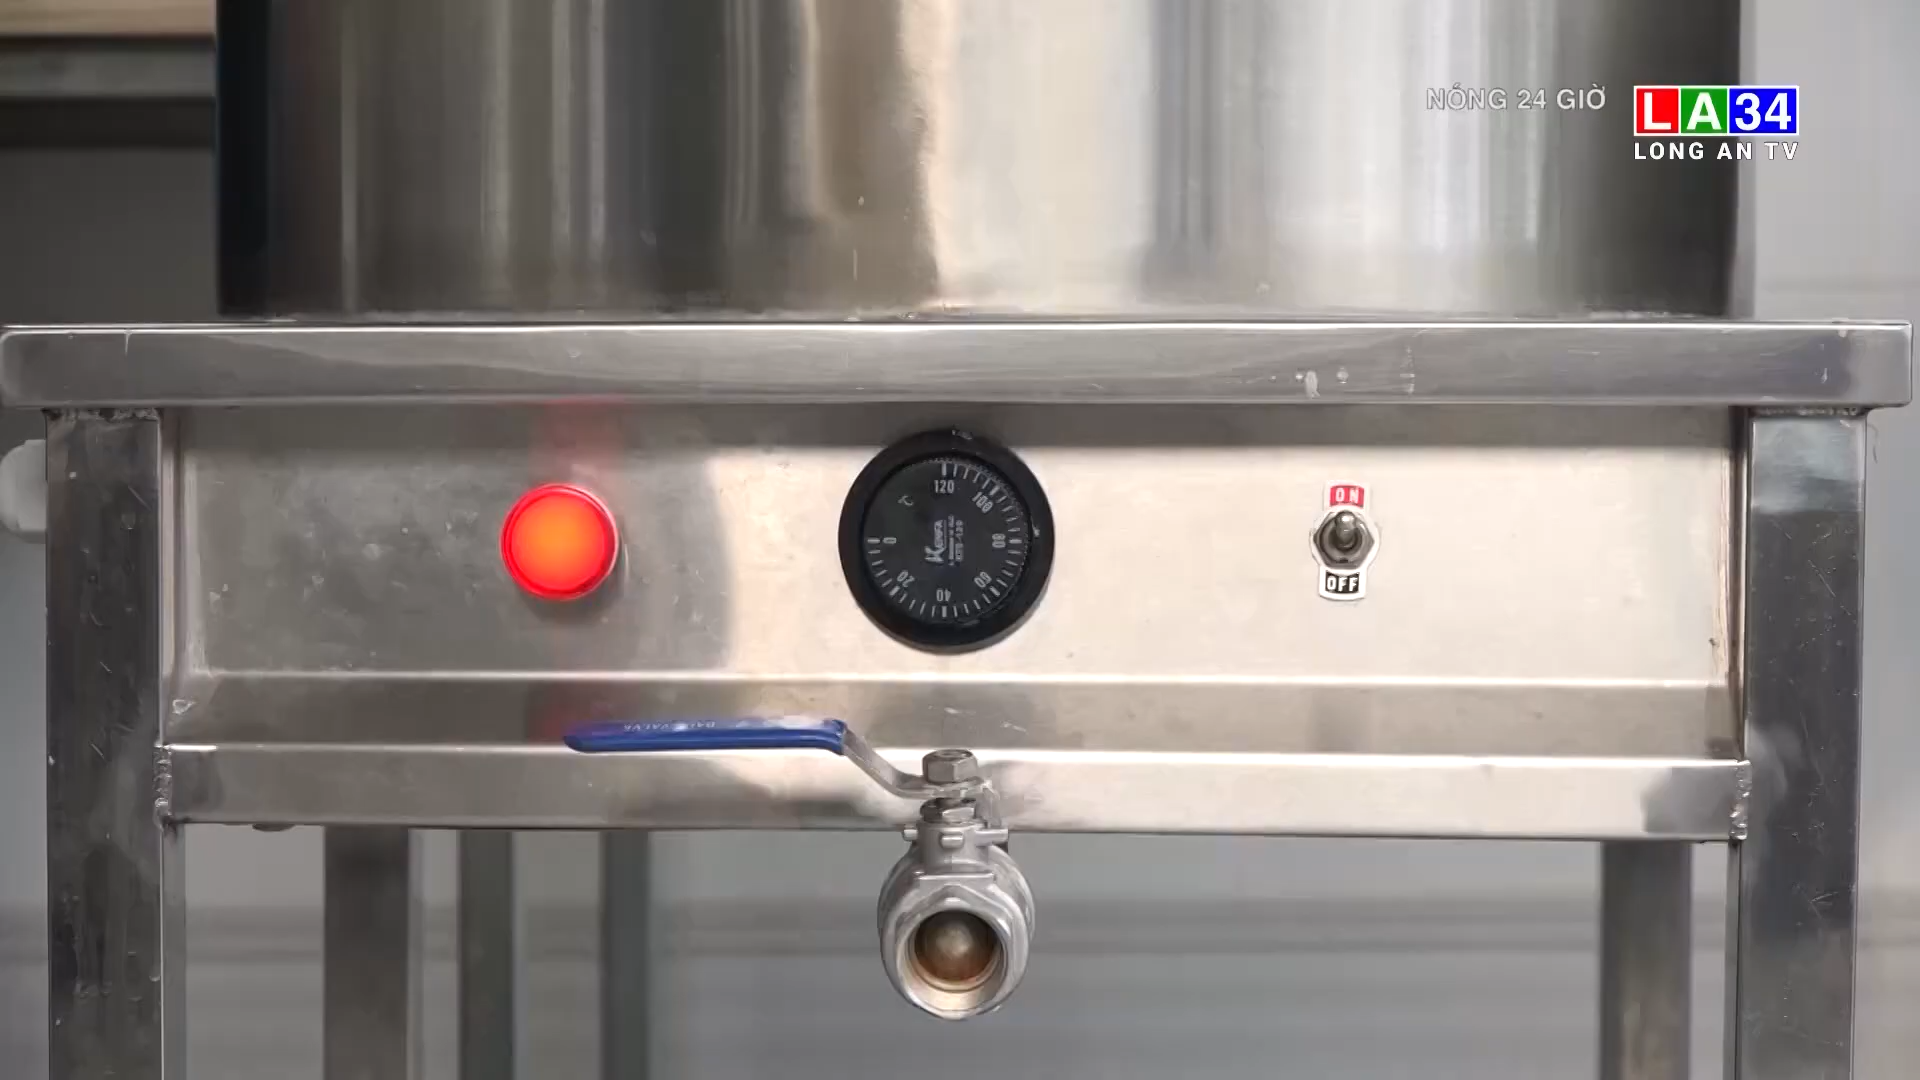 NÓNG 24 GIỜ
LA34
LONG AN TV
120
100
°C
80
0
60
20
40
ON
OFF